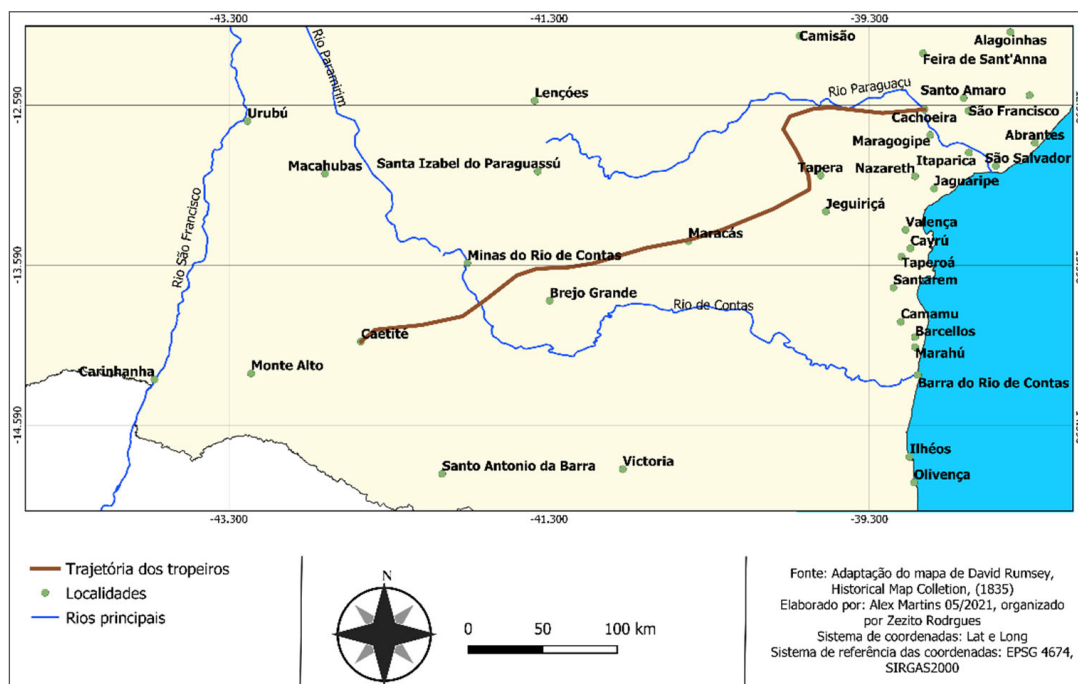 -43.300
-41.300
-39.300
Camisão
Alagoinhas
Feira de Sant'Anna
Rio Paramirim
Rio Paraguaçu
Santo Amaro
Lençóes
-12.590
Urubú
Cachoeira
São Francisco
Maragogipe
Abrantes
Macahubas
Santa Izabel do Paraguassú
Tapera
Nazareth
Itaparica
São Salvador
Jaguaripe
Jeguiriçá
Rio São Francisco
Valença
Maracás
Cayrú
Minas do Rio de Contas
Taperoá
-13.590
Santarem
Brejo Grande
Rio de Contas
Camamu
Caetité
Barcellos
Marahú
Carinhanha
Monte Alto
Barra do Rio de Contas
-14.590
Ilhéos
Santo Antonio da Barra
Victoria
Olivença
-43.300
-41.300
-39.300
Trajetória dos tropeiros
Localidades
Rios principais
N
0 50 100 km
Fonte: Adaptação do mapa de David Rumsey,
Historical Map Colletion, (1835)
Elaborado por: Alex Martins 05/2021, organizado
por Zezito Rodrgues
Sistema de coordenadas: Lat e Long
Sistema de referência das coordenadas: EPSG 4674,
SIRGAS2000